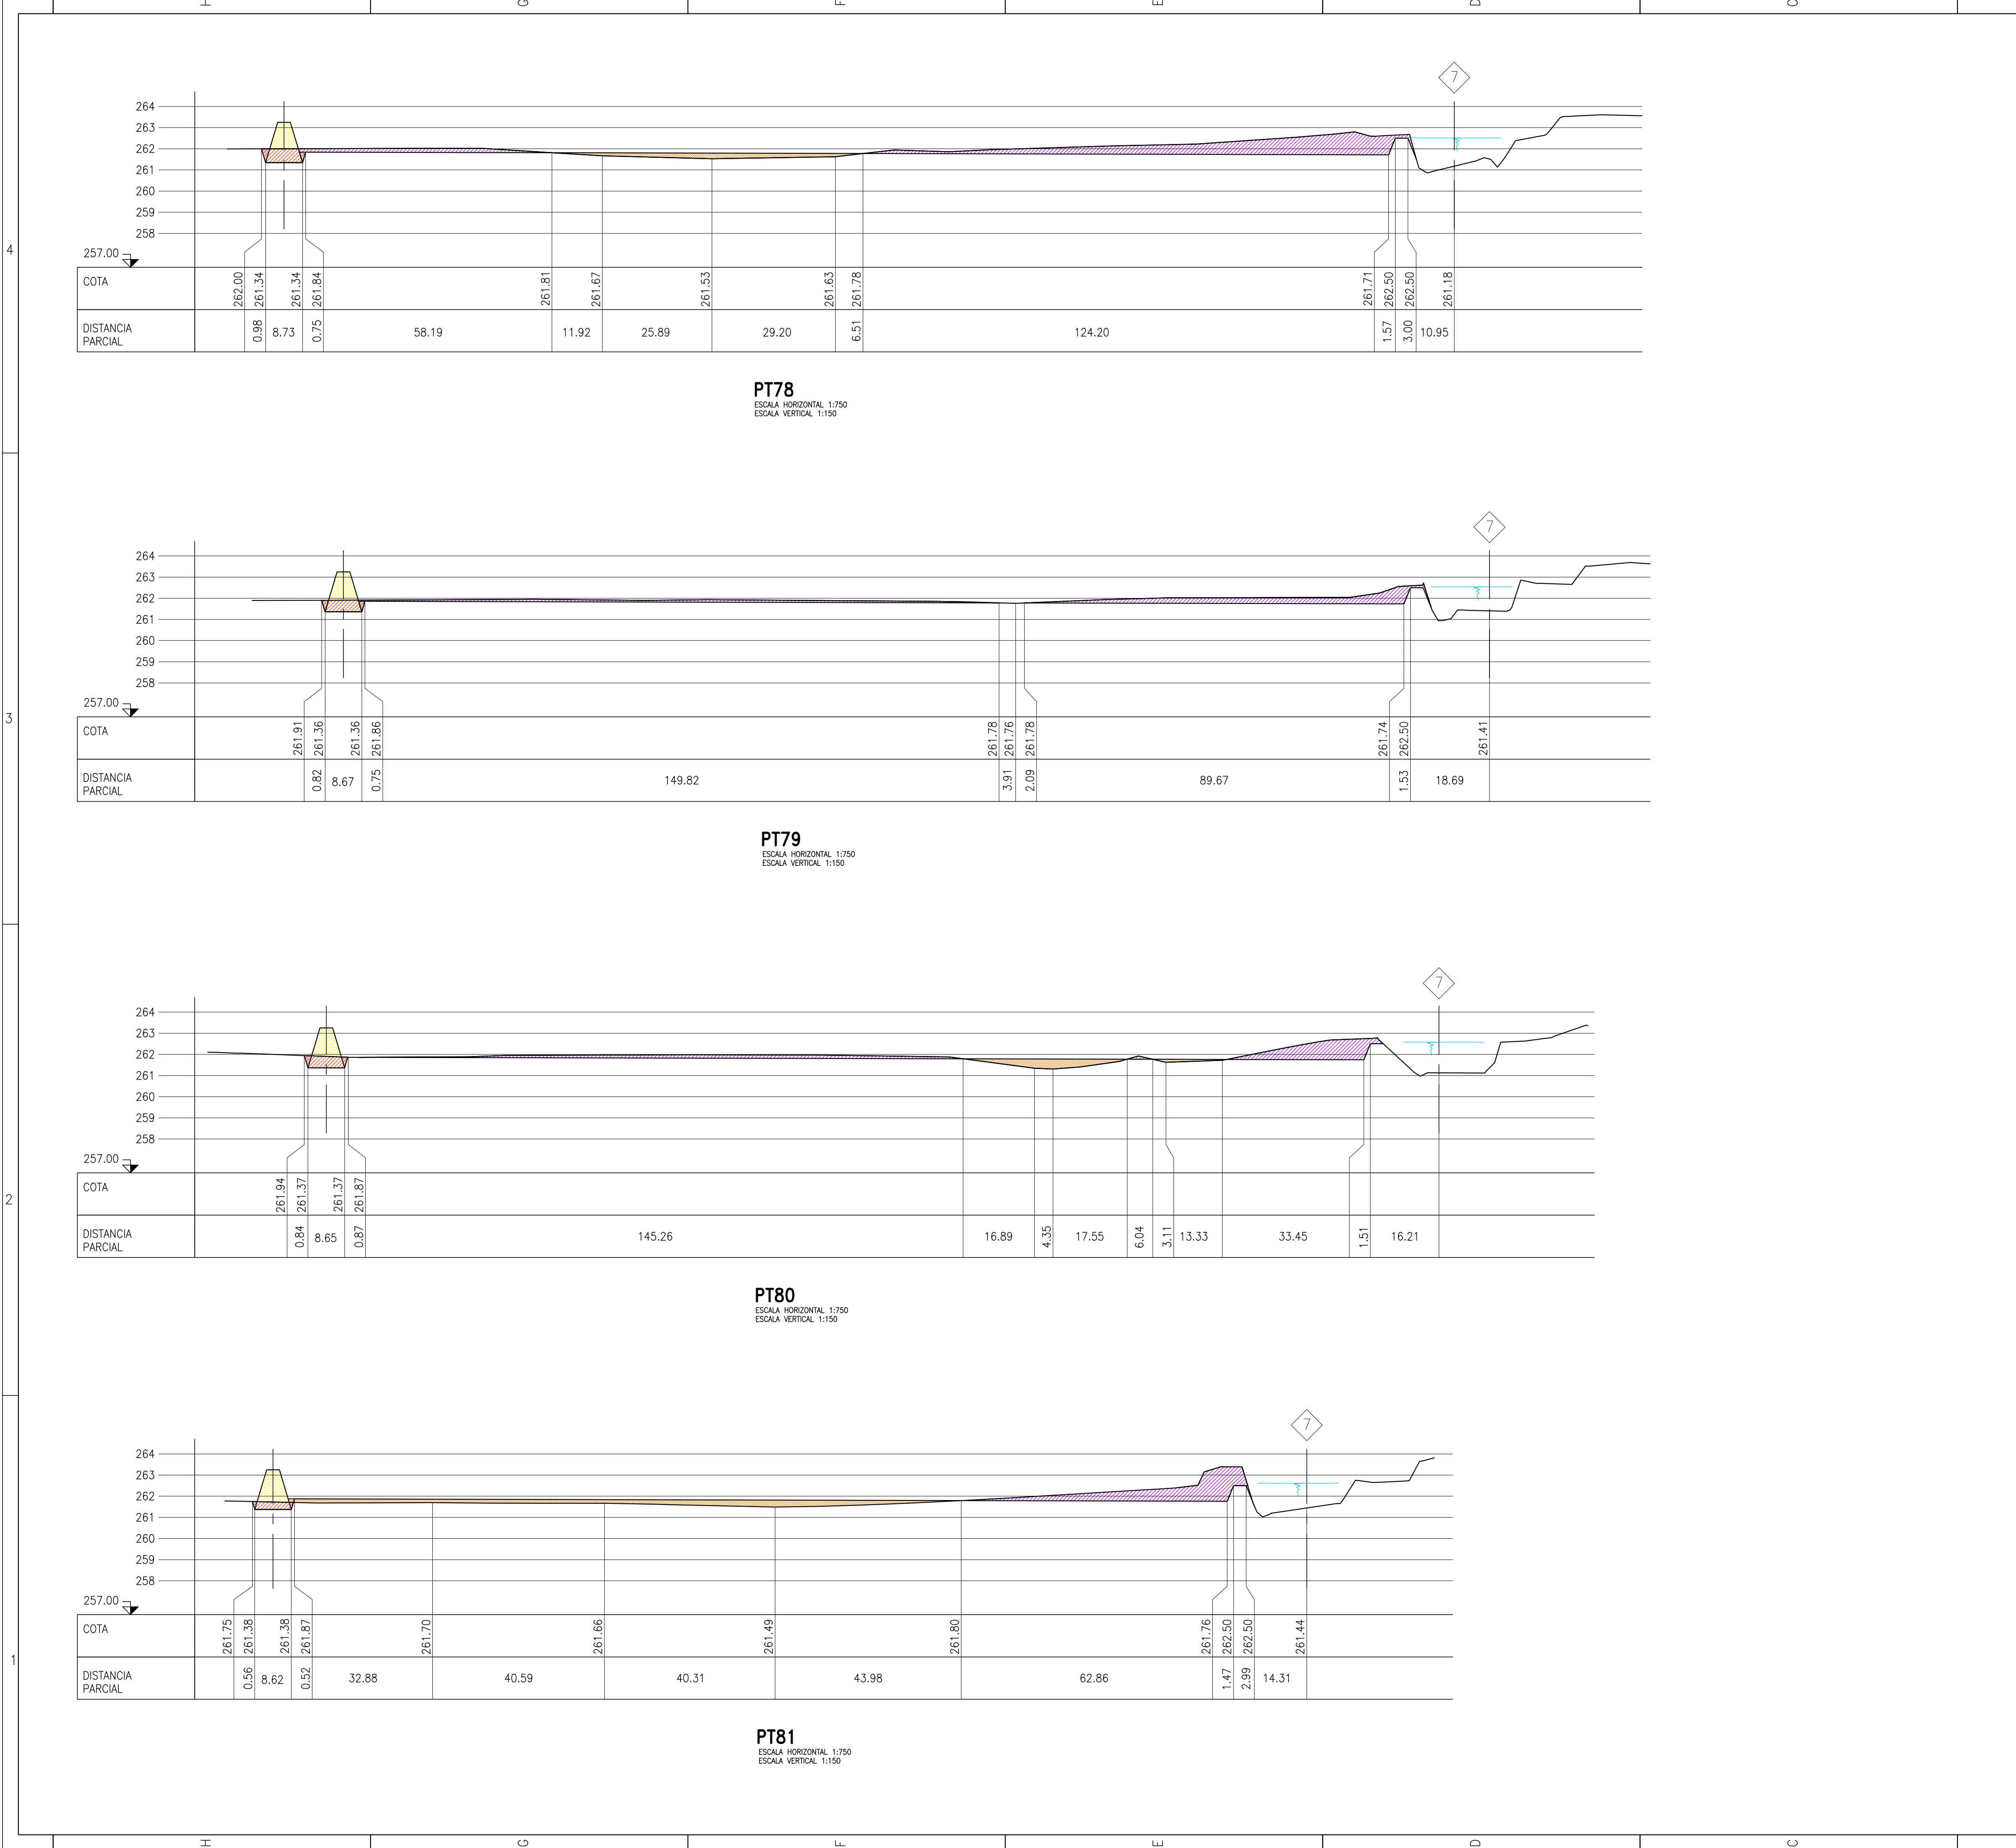 H G F E D C
7
264
263
262
261
260
259
258
257.00
COTA 262.00 261.34 261.34 261.84 261.81 261.67 261.53 261.63 261.78 261.71 262.50 262.50 261.18
DISTANCIA PARCIAL 0.98 8.73 0.75 58.19 11.92 25.89 29.20 6.51 124.20 1.57 3.00 10.95
PT78
ESCALA HORIZONTAL 1:750
ESCALA VERTICAL 1:150
4
7
264
263
262
261
260
259
258
257.00
COTA 261.91 261.36 261.36 261.86 261.78 261.76 261.78 261.74 262.50 261.41
DISTANCIA PARCIAL 0.82 8.67 0.75 149.82 3.91 2.09 89.67 1.53 18.69
PT79
ESCALA HORIZONTAL 1:750
ESCALA VERTICAL 1:150
3
7
264
263
262
261
260
259
258
257.00
COTA 261.94 261.37 261.37 261.87
DISTANCIA PARCIAL 0.84 8.65 0.87 145.26 16.89 4.35 17.55 6.04 3.11 13.33 33.45 1.51 16.21
PT80
ESCALA HORIZONTAL 1:750
ESCALA VERTICAL 1:150
2
7
264
263
262
261
260
259
258
257.00
COTA 261.75 261.38 261.38 261.87 261.70 261.66 261.49 261.80 261.76 262.50 262.50 261.44
DISTANCIA PARCIAL 0.56 8.62 0.52 32.88 40.59 40.31 43.98 62.86 1.47 2.99 14.31
PT81
ESCALA HORIZONTAL 1:750
ESCALA VERTICAL 1:150
1
H G F E D C